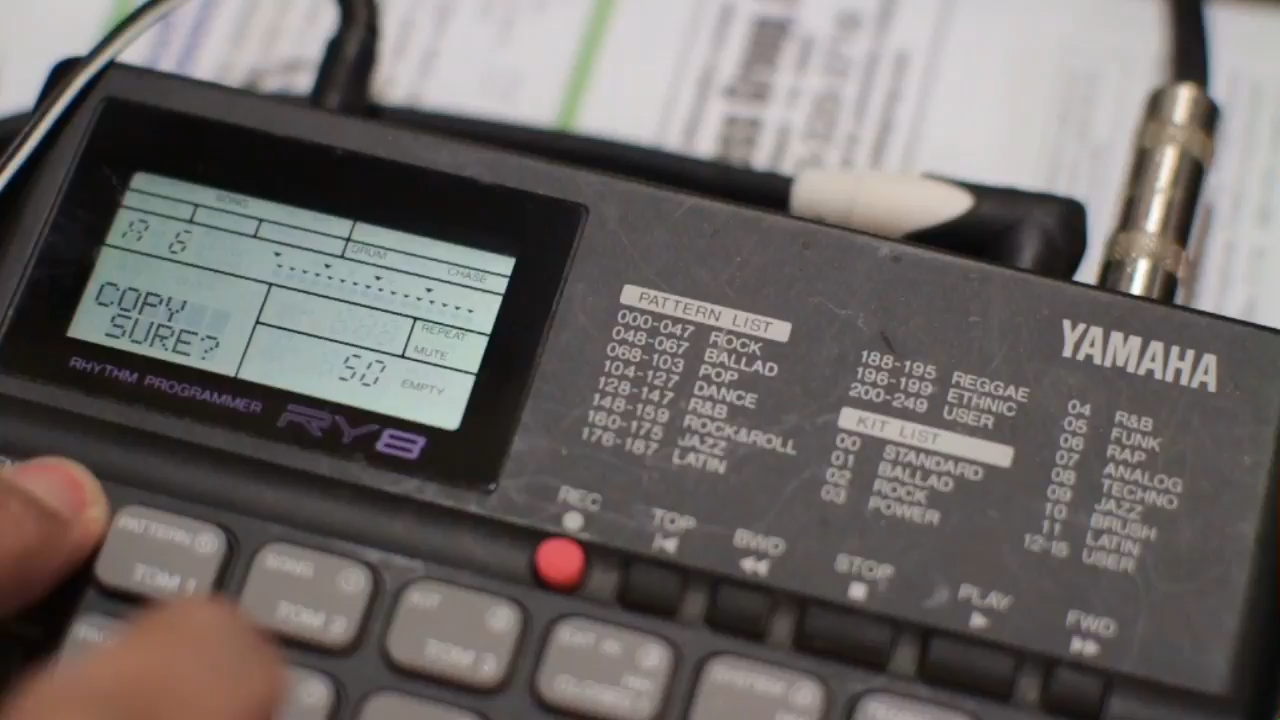 SONG
A 6
DRUM
CHASE
COPY
SURE?
REPEAT
MUTE
50 EMPTY
RHYTHM PROGRAMMER RY8
YAMAHA
PATTERN LIST
000-047 ROCK
048-067 BALLAD
068-103 POP
104-127 DANCE
128-147 R&B
148-159 ROCK&ROLL
160-175 JAZZ
176-187 LATIN
188-195 REGGAE
196-199 ETHNIC
200-249 USER
KIT LIST
00 STANDARD
01 BALLAD
02 ROCK
03 POWER
04 R&B
05 FUNK
06 RAP
07 ANALOG
08 TECHNO
09 JAZZ
10 BRUSH
11 LATIN
12-15 USER
REC
TOP
BWD
STOP
PLAY
FWD
PATTERN
TOM 1
SONG
TOM 2
TOM 3